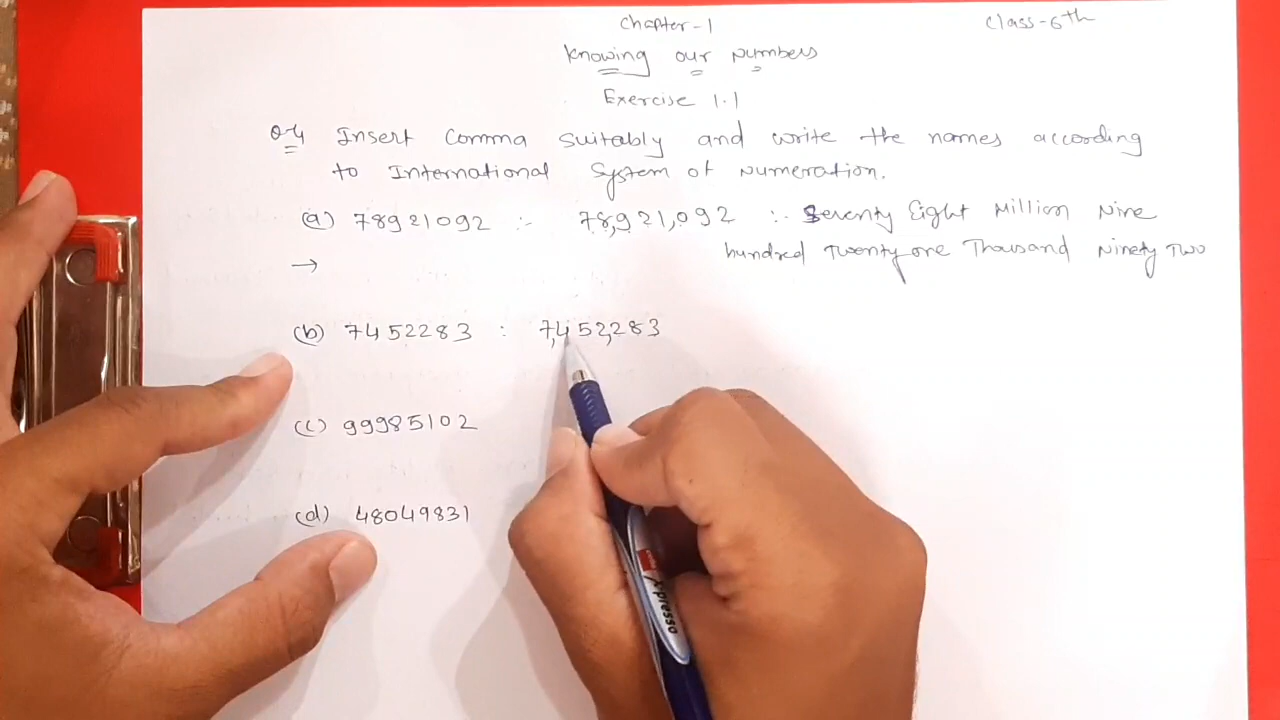 Chapter-1
Class-6th
Knowing our Numbers
Exercise 1.1
Q-4 Insert Comma Suitably and write the names according
to International System of Numeration.
(a) 78921092 :- 78,921,092 :- Seventy Eight Million Nine
hundred Twenty one Thousand Ninety Two
→
(b) 7452283 : 7,452,283
(c) 99985102
(d) 48049831
cello X-presso